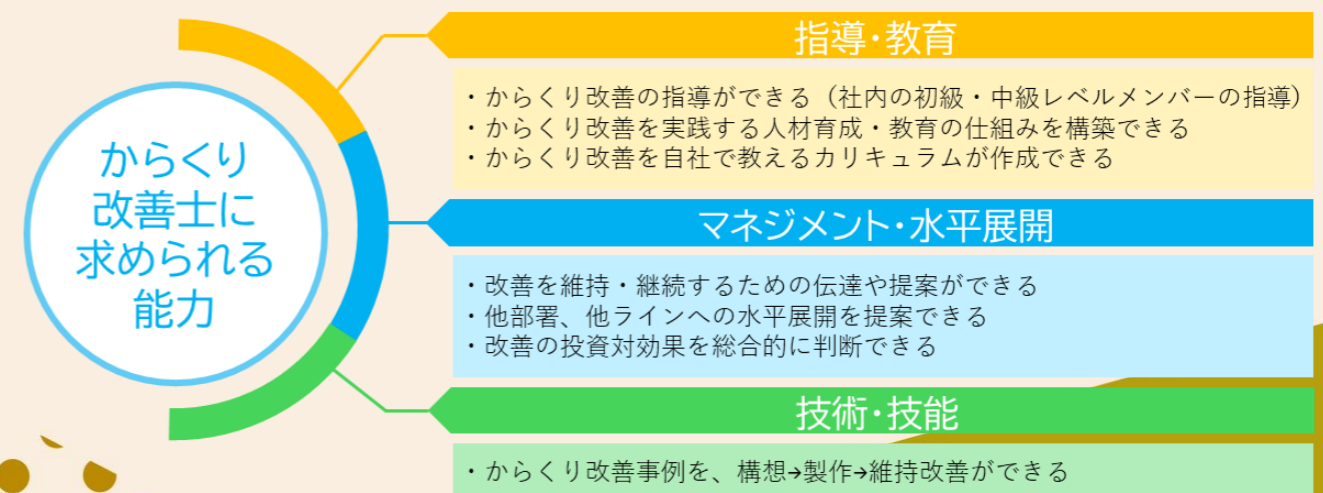 からくり
改善士に
求められる
能力
指導・教育
・からくり改善の指導ができる（社内の初級・中級レベルメンバーの指導）
・からくり改善を実践する人材育成・教育の仕組みを構築できる
・からくり改善を自社で教えるカリキュラムが作成できる
マネジメント・水平展開
・改善を維持・継続するための伝達や提案ができる
・他部署、他ラインへの水平展開を提案できる
・改善の投資対効果を総合的に判断できる
技術・技能
・からくり改善事例を、構想→製作→維持改善ができる